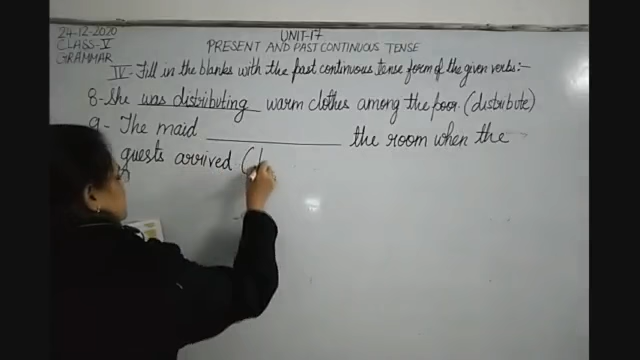 24-12-2020
CLASS-V
GRAMMAR
UNIT-17
PRESENT AND PAST CONTINUOUS TENSE
IV- Fill in the blanks with the past continuous tense form of the given verbs:-
8- She was distributing warm clothes among the poor. (distribute)
9- The maid ____________ the room when the
guests arrived (